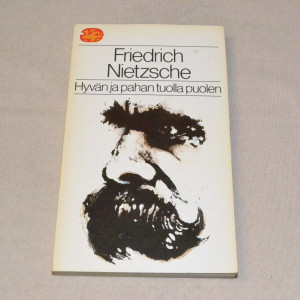 Friedrich
Nietzsche
Hyvän ja pahan tuolla puolen